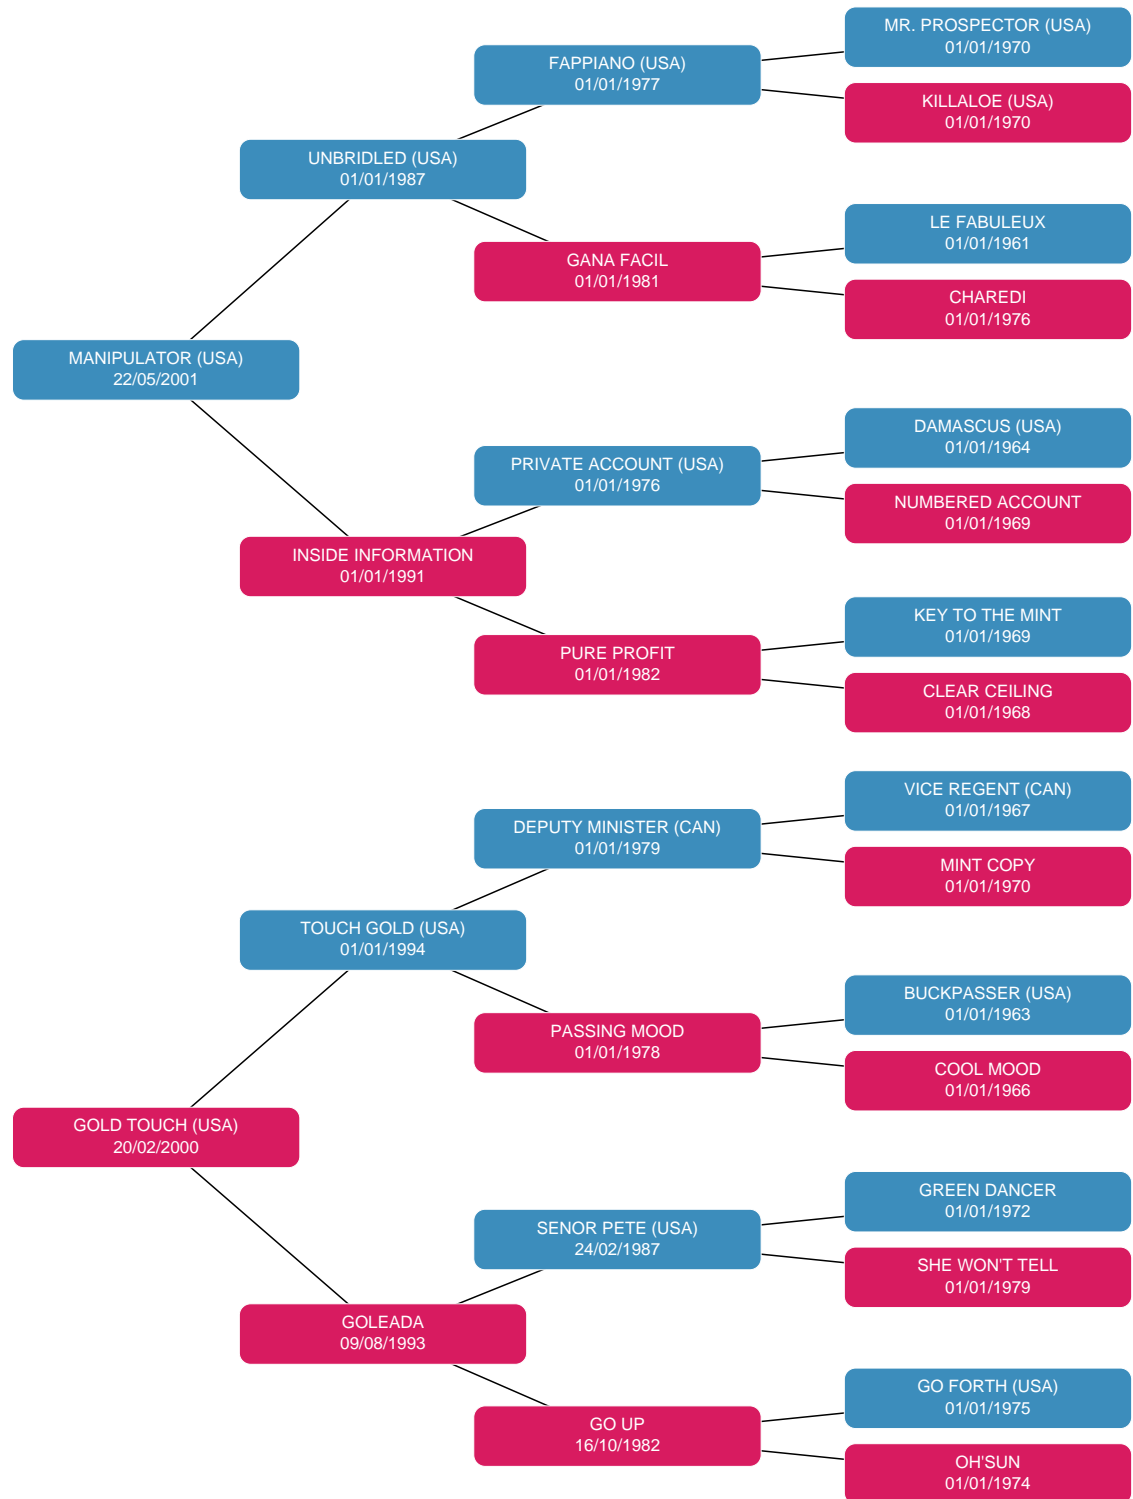 MR. PROSPECTOR (USA)
01/01/1970
FAPPIANO (USA)
01/01/1977
KILLALOE (USA)
01/01/1970
UNBRIDLED (USA)
01/01/1987
LE FABULEUX
01/01/1961
GANA FACIL
01/01/1981
CHAREDI
01/01/1976
MANIPULATOR (USA)
22/05/2001
DAMASCUS (USA)
01/01/1964
PRIVATE ACCOUNT (USA)
01/01/1976
NUMBERED ACCOUNT
01/01/1969
INSIDE INFORMATION
01/01/1991
KEY TO THE MINT
01/01/1969
PURE PROFIT
01/01/1982
CLEAR CEILING
01/01/1968
VICE REGENT (CAN)
01/01/1967
DEPUTY MINISTER (CAN)
01/01/1979
MINT COPY
01/01/1970
TOUCH GOLD (USA)
01/01/1994
BUCKPASSER (USA)
01/01/1963
PASSING MOOD
01/01/1978
COOL MOOD
01/01/1966
GOLD TOUCH (USA)
20/02/2000
GREEN DANCER
01/01/1972
SENOR PETE (USA)
24/02/1987
SHE WON'T TELL
01/01/1979
GOLEADA
09/08/1993
GO FORTH (USA)
01/01/1975
GO UP
16/10/1982
OH'SUN
01/01/1974